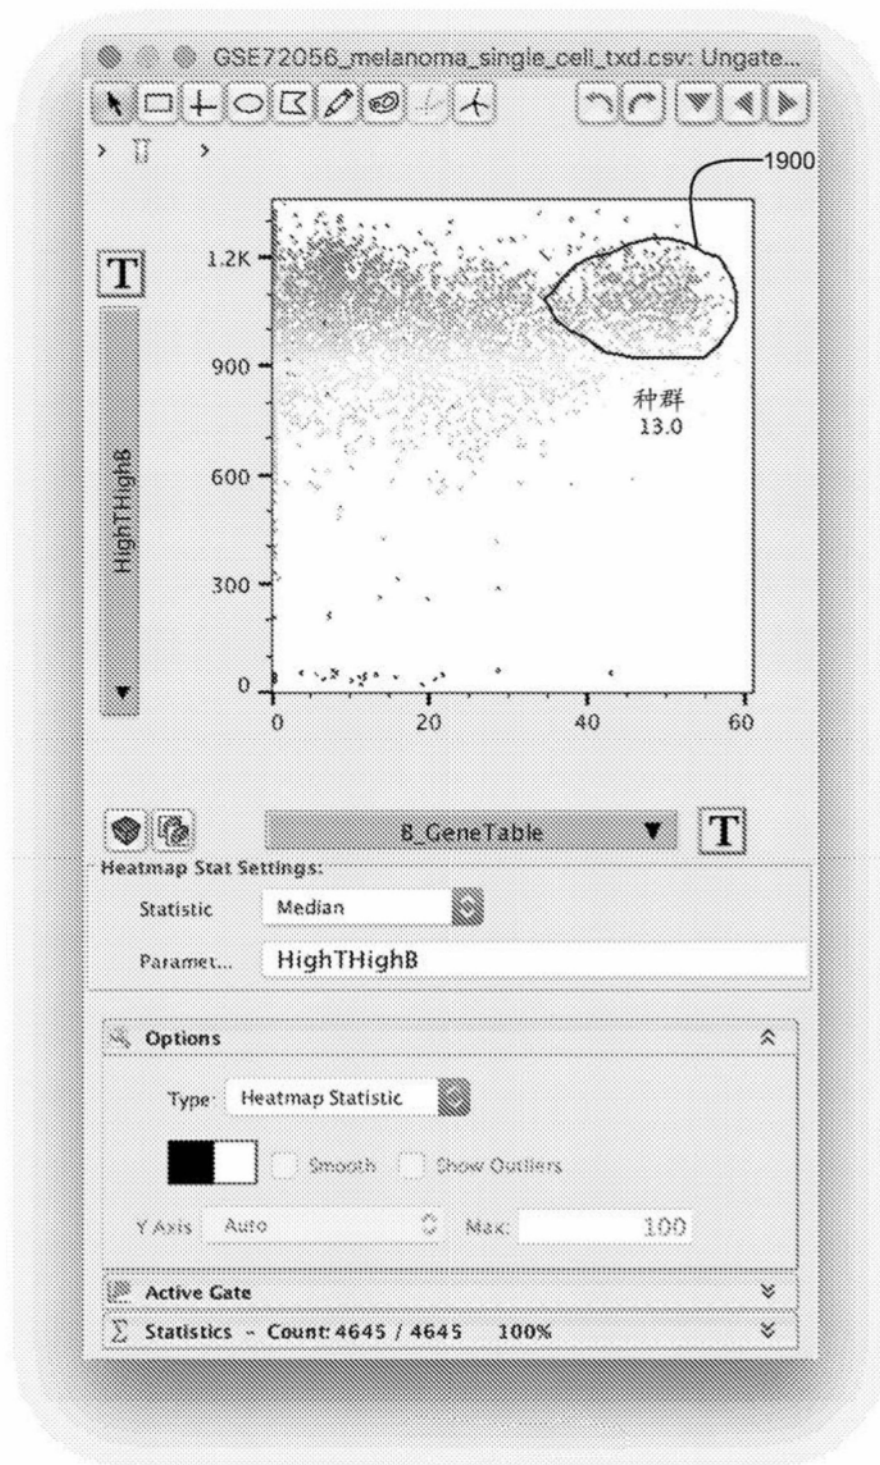 GSE72056_melanoma_single_cell_txd.csv: Ungate...
1900
T
HighTHighB
1.2K
900
600
300
0
种群
13.0
0 20 40 60
B_GeneTable
T
Heatmap Stat Settings:
Statistic Median
Paramet... HighTHighB
Options
Type: Heatmap Statistic
Smooth Show Outliers
Y Axis Auto Max: 100
Active Gate
Σ Statistics - Count: 4645 / 4645 100%